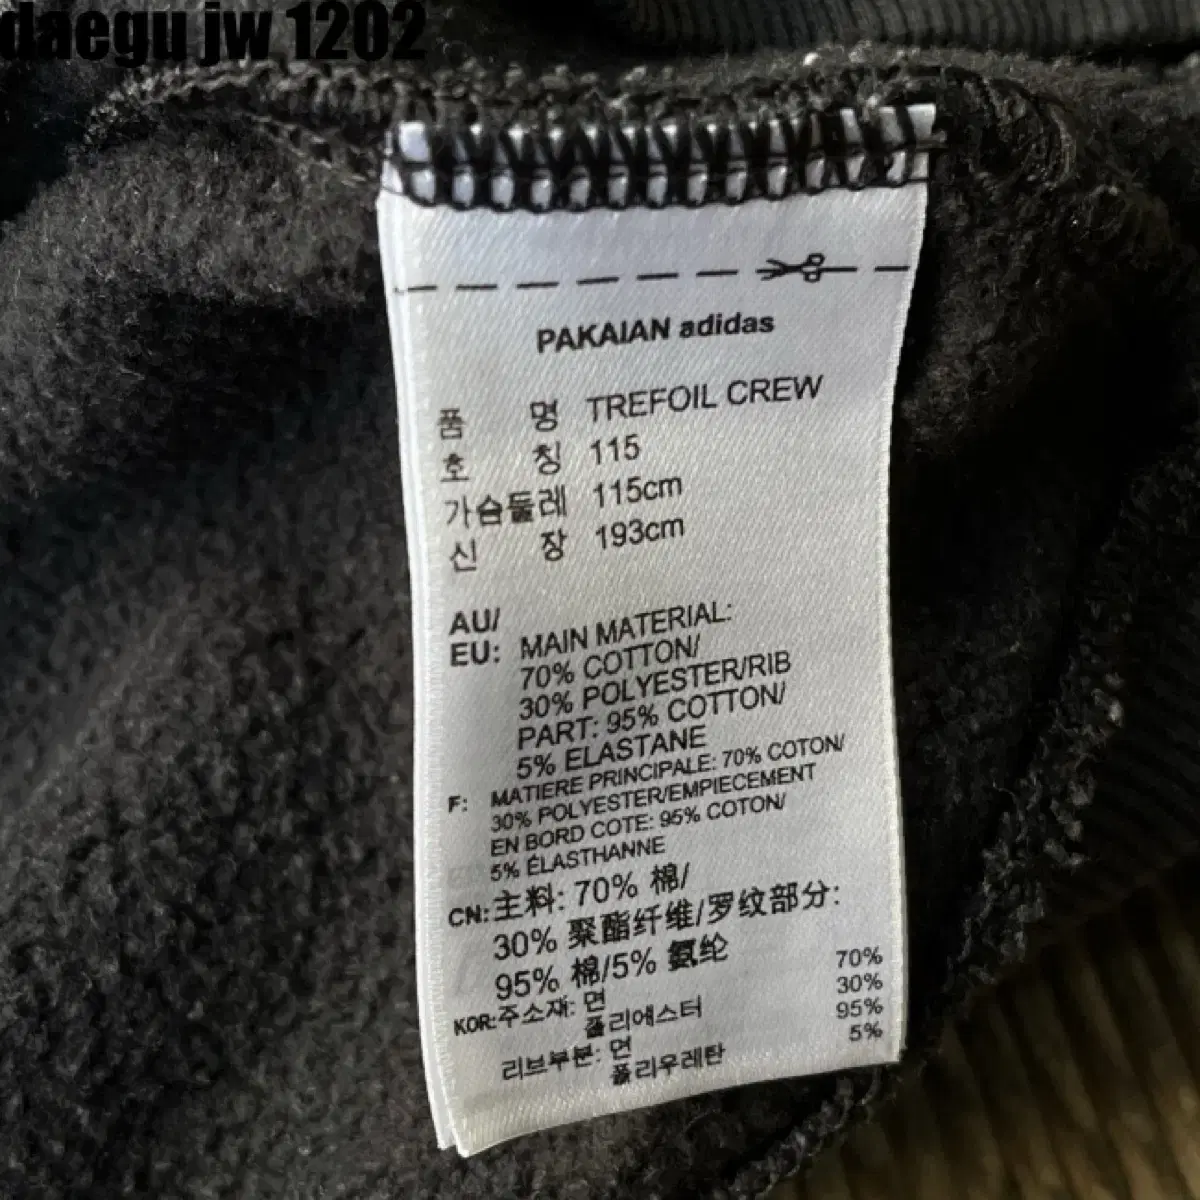 daegu jw 1202
PAKAIAN adidas
품 명 TREFOIL CREW
호 칭 115
가슴둘레 115cm
신 장 193cm
AU/
EU: MAIN MATERIAL:
70% COTTON/
30% POLYESTER/RIB
PART: 95% COTTON/
5% ELASTANE
F: MATIERE PRINCIPALE: 70% COTON/
30% POLYESTER/EMPIECEMENT
EN BORD COTE: 95% COTON/
5% ÉLASTHANNE
CN: 主料: 70% 棉/
30% 聚酯纤维/罗纹部分:
95% 棉/5% 氨纶
KOR: 주소재: 면 70%
폴리에스터 30%
리브부분: 면 95%
폴리우레탄 5%